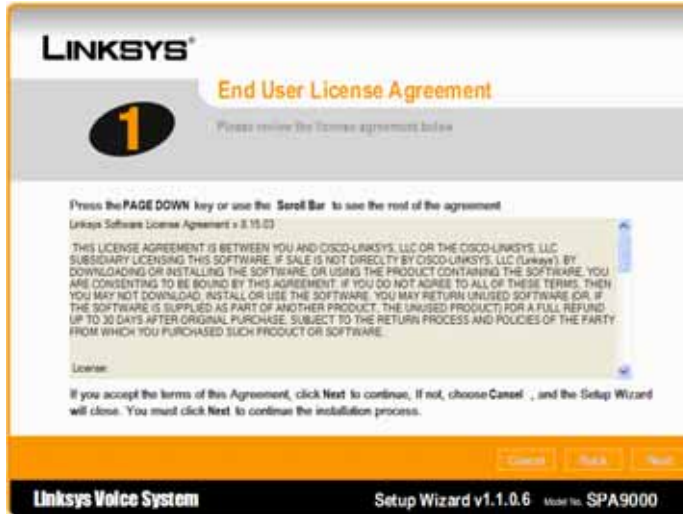 LINKSYS®
End User License Agreement
1
Please review the license agreement below
Press the PAGE DOWN key or use the Scroll Bar to see the rest of the agreement
Linksys Software License Agreement v 8.15.03
THIS LICENSE AGREEMENT IS BETWEEN YOU AND CISCO-LINKSYS, LLC OR THE CISCO-LINKSYS, LLC
SUBSIDIARY LICENSING THIS SOFTWARE, IF SALE IS NOT DIRECLTY BY CISCO-LINKSYS, LLC ("Linksys"). BY
DOWNLOADING OR INSTALLING THE SOFTWARE, OR USING THE PRODUCT CONTAINING THE SOFTWARE, YOU
ARE CONSENTING TO BE BOUND BY THIS AGREEMENT. IF YOU DO NOT AGREE TO ALL OF THESE TERMS, THEN
YOU MAY NOT DOWNLOAD, INSTALL OR USE THE SOFTWARE. YOU MAY RETURN UNUSED SOFTWARE (OR, IF
THE SOFTWARE IS SUPPLIED AS PART OF ANOTHER PRODUCT, THE UNUSED PRODUCT) FOR A FULL REFUND
UP TO 30 DAYS AFTER ORIGINAL PURCHASE, SUBJECT TO THE RETURN PROCESS AND POLICIES OF THE PARTY
FROM WHICH YOU PURCHASED SUCH PRODUCT OR SOFTWARE.
License:
If you accept the terms of this Agreement, click Next to continue, If not, choose Cancel , and the Setup Wizard
will close. You must click Next to continue the installation process.
Cancel Back Next
Linksys Voice System Setup Wizard v1.1.0.6 Model No. SPA9000